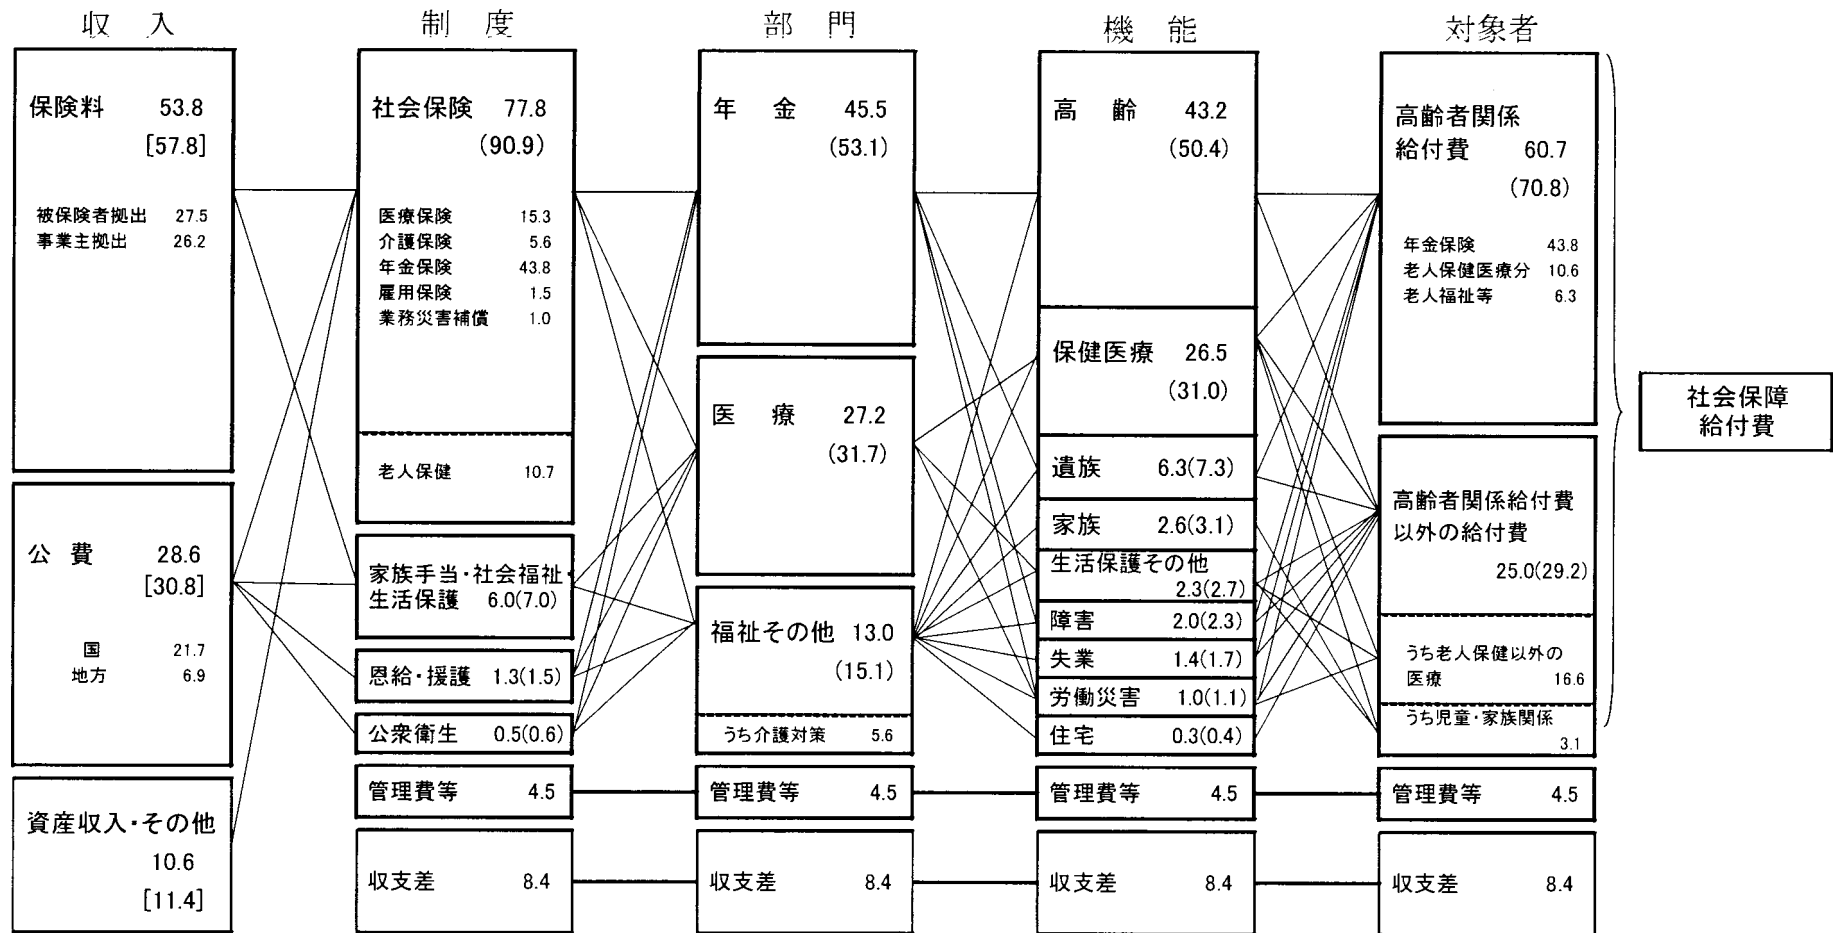 収 入
保険料 53.8
[57.8]
被保険者拠出 27.5
事業主拠出 26.2
公 費 28.6
[30.8]
国 21.7
地方 6.9
資産収入・その他
10.6
[11.4]
制 度
社会保険 77.8
(90.9)
医療保険 15.3
介護保険 5.6
年金保険 43.8
雇用保険 1.5
業務災害補償 1.0
老人保健 10.7
家族手当・社会福祉・
生活保護 6.0(7.0)
恩給・援護 1.3(1.5)
公衆衛生 0.5(0.6)
管理費等 4.5
収支差 8.4
部 門
年 金 45.5
(53.1)
医 療 27.2
(31.7)
福祉その他 13.0
(15.1)
うち介護対策 5.6
管理費等 4.5
収支差 8.4
機 能
高 齢 43.2
(50.4)
保健医療 26.5
(31.0)
遺族 6.3(7.3)
家族 2.6(3.1)
生活保護その他
2.3(2.7)
障害 2.0(2.3)
失業 1.4(1.7)
労働災害 1.0(1.1)
住宅 0.3(0.4)
管理費等 4.5
収支差 8.4
対象者
高齢者関係
給付費 60.7
(70.8)
年金保険 43.8
老人保健医療分 10.6
老人福祉等 6.3
高齢者関係給付費
以外の給付費
25.0(29.2)
うち老人保健以外の
医療 16.6
うち児童・家族関係
3.1
管理費等 4.5
収支差 8.4
社会保障
給付費